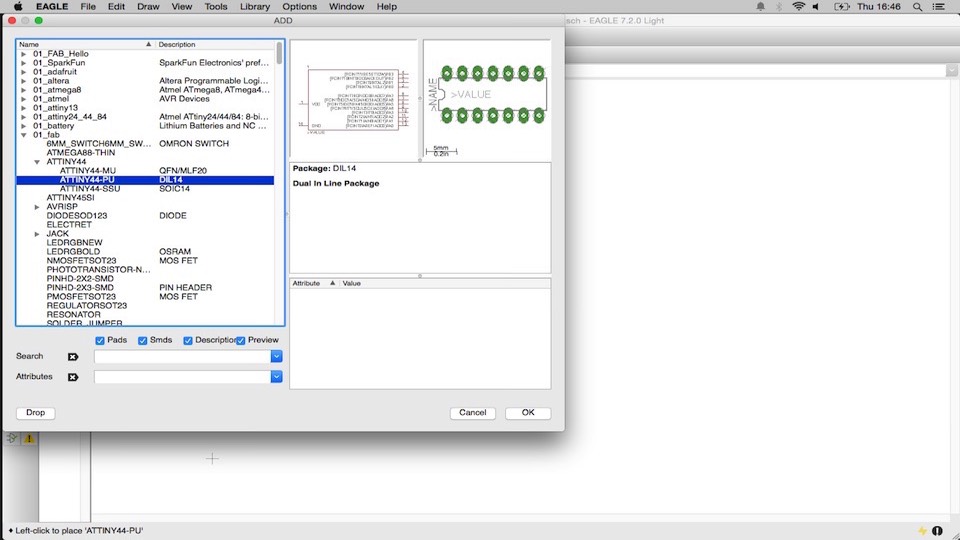 EAGLE File Edit Draw View Tools Library Options Window Help Thu 16:46
ADD
sch - EAGLE 7.2.0 Light
Name Description
01_FAB_Hello
01_SparkFun SparkFun Electronics' pref...
01_adafruit
01_altera Altera Programmable Logi...
01_atmega8 Atmel ATmega8, ATmega4...
01_atmel AVR Devices
01_attiny13
01_attiny24_44_84 Atmel ATtiny24/44/84: 8-bi...
01_battery Lithium Batteries and NC ...
01_fab
6MM_SWITCH6MM_SW... OMRON SWITCH
ATMEGA88-THIN
ATTINY44
ATTINY44-MU QFN/MLF20
ATTINY44-PU DIL14
ATTINY44-SSU SOIC14
ATTINY45SI
AVRISP
DIODESOD123 DIODE
ELECTRET
JACK
LEDRGBNEW
LEDRGBOLD OSRAM
NMOSFETSOT23 MOS FET
PHOTOTRANSISTOR-N...
PINHD-2X2-SMD
PINHD-2X3-SMD PIN HEADER
PMOSFETSOT23 MOS FET
REGULATORSOT23
RESONATOR
SOLDER_JUMPER
VDD
GND
>VALUE
>NAME
>VALUE
5mm
0.2in
Package: DIL14
Dual In Line Package
Attribute Value
Pads Smds Description Preview
Search
Attributes
Drop Cancel OK
Left-click to place 'ATTINY44-PU'